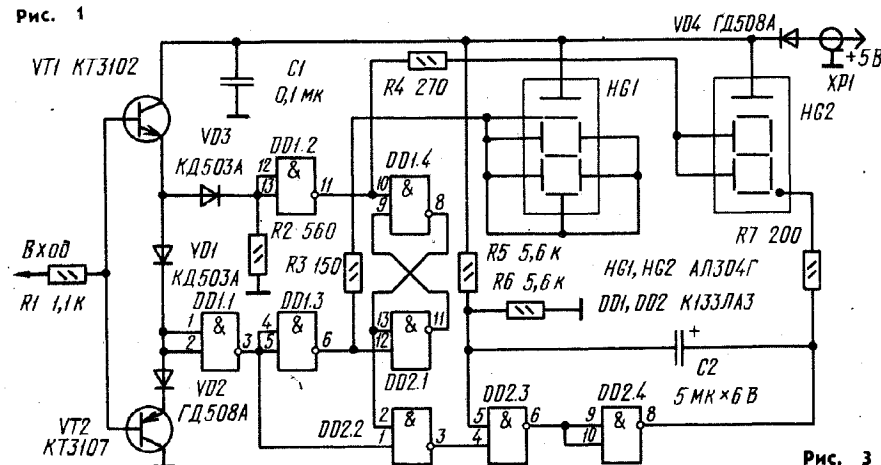 Рис. 1
VT1 КТ3102
C1
0,1 мк
R4 270
HG1
VD4 ГД508А
+5В
XP1
HG2
VD3
КД503А
DD1.2
12
13
&
11
DD1.4
10
9
&
8
R2 560
Вход
R1 1,1к
VD1
КД503А
R3 150
R5 5,6 к
R6 5,6 к
R7 200
HG1, HG2 АЛ304Г
DD1, DD2 К133ЛА3
DD1.1
1
2
&
3
DD1.3
4
5
&
6
13
12
&
11
DD2.1
C2
+
5 мк × 6 В
VD2
ГД508А
VT2
КТ3107
DD2.2
2
1
&
3
DD2.3
5
4
&
6
DD2.4
9
10
&
8
Рис. 3